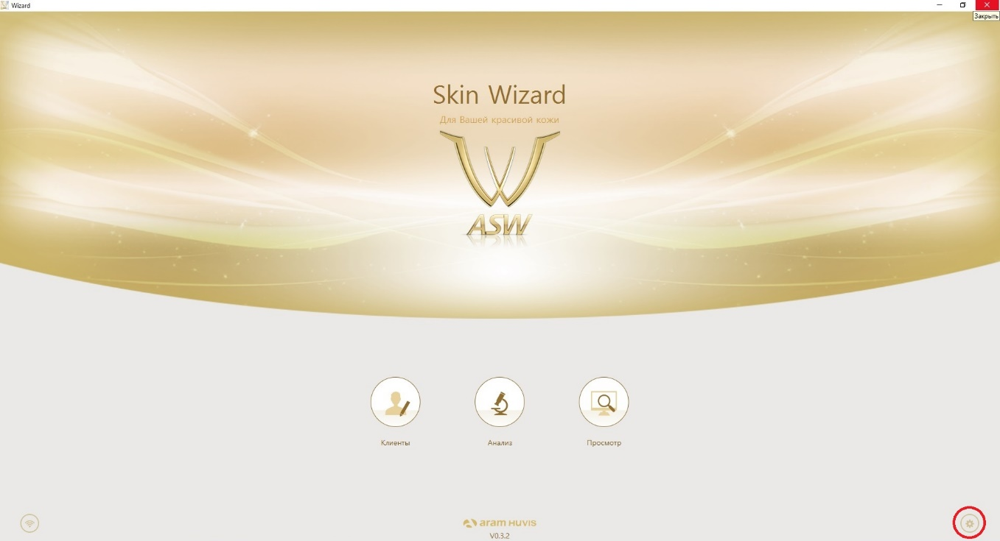 Wizard
Закрыть
Skin Wizard
Для Вашей красивой кожи
ASW
Клиенты
Анализ
Просмотр
aram HUVIS
V0.3.2